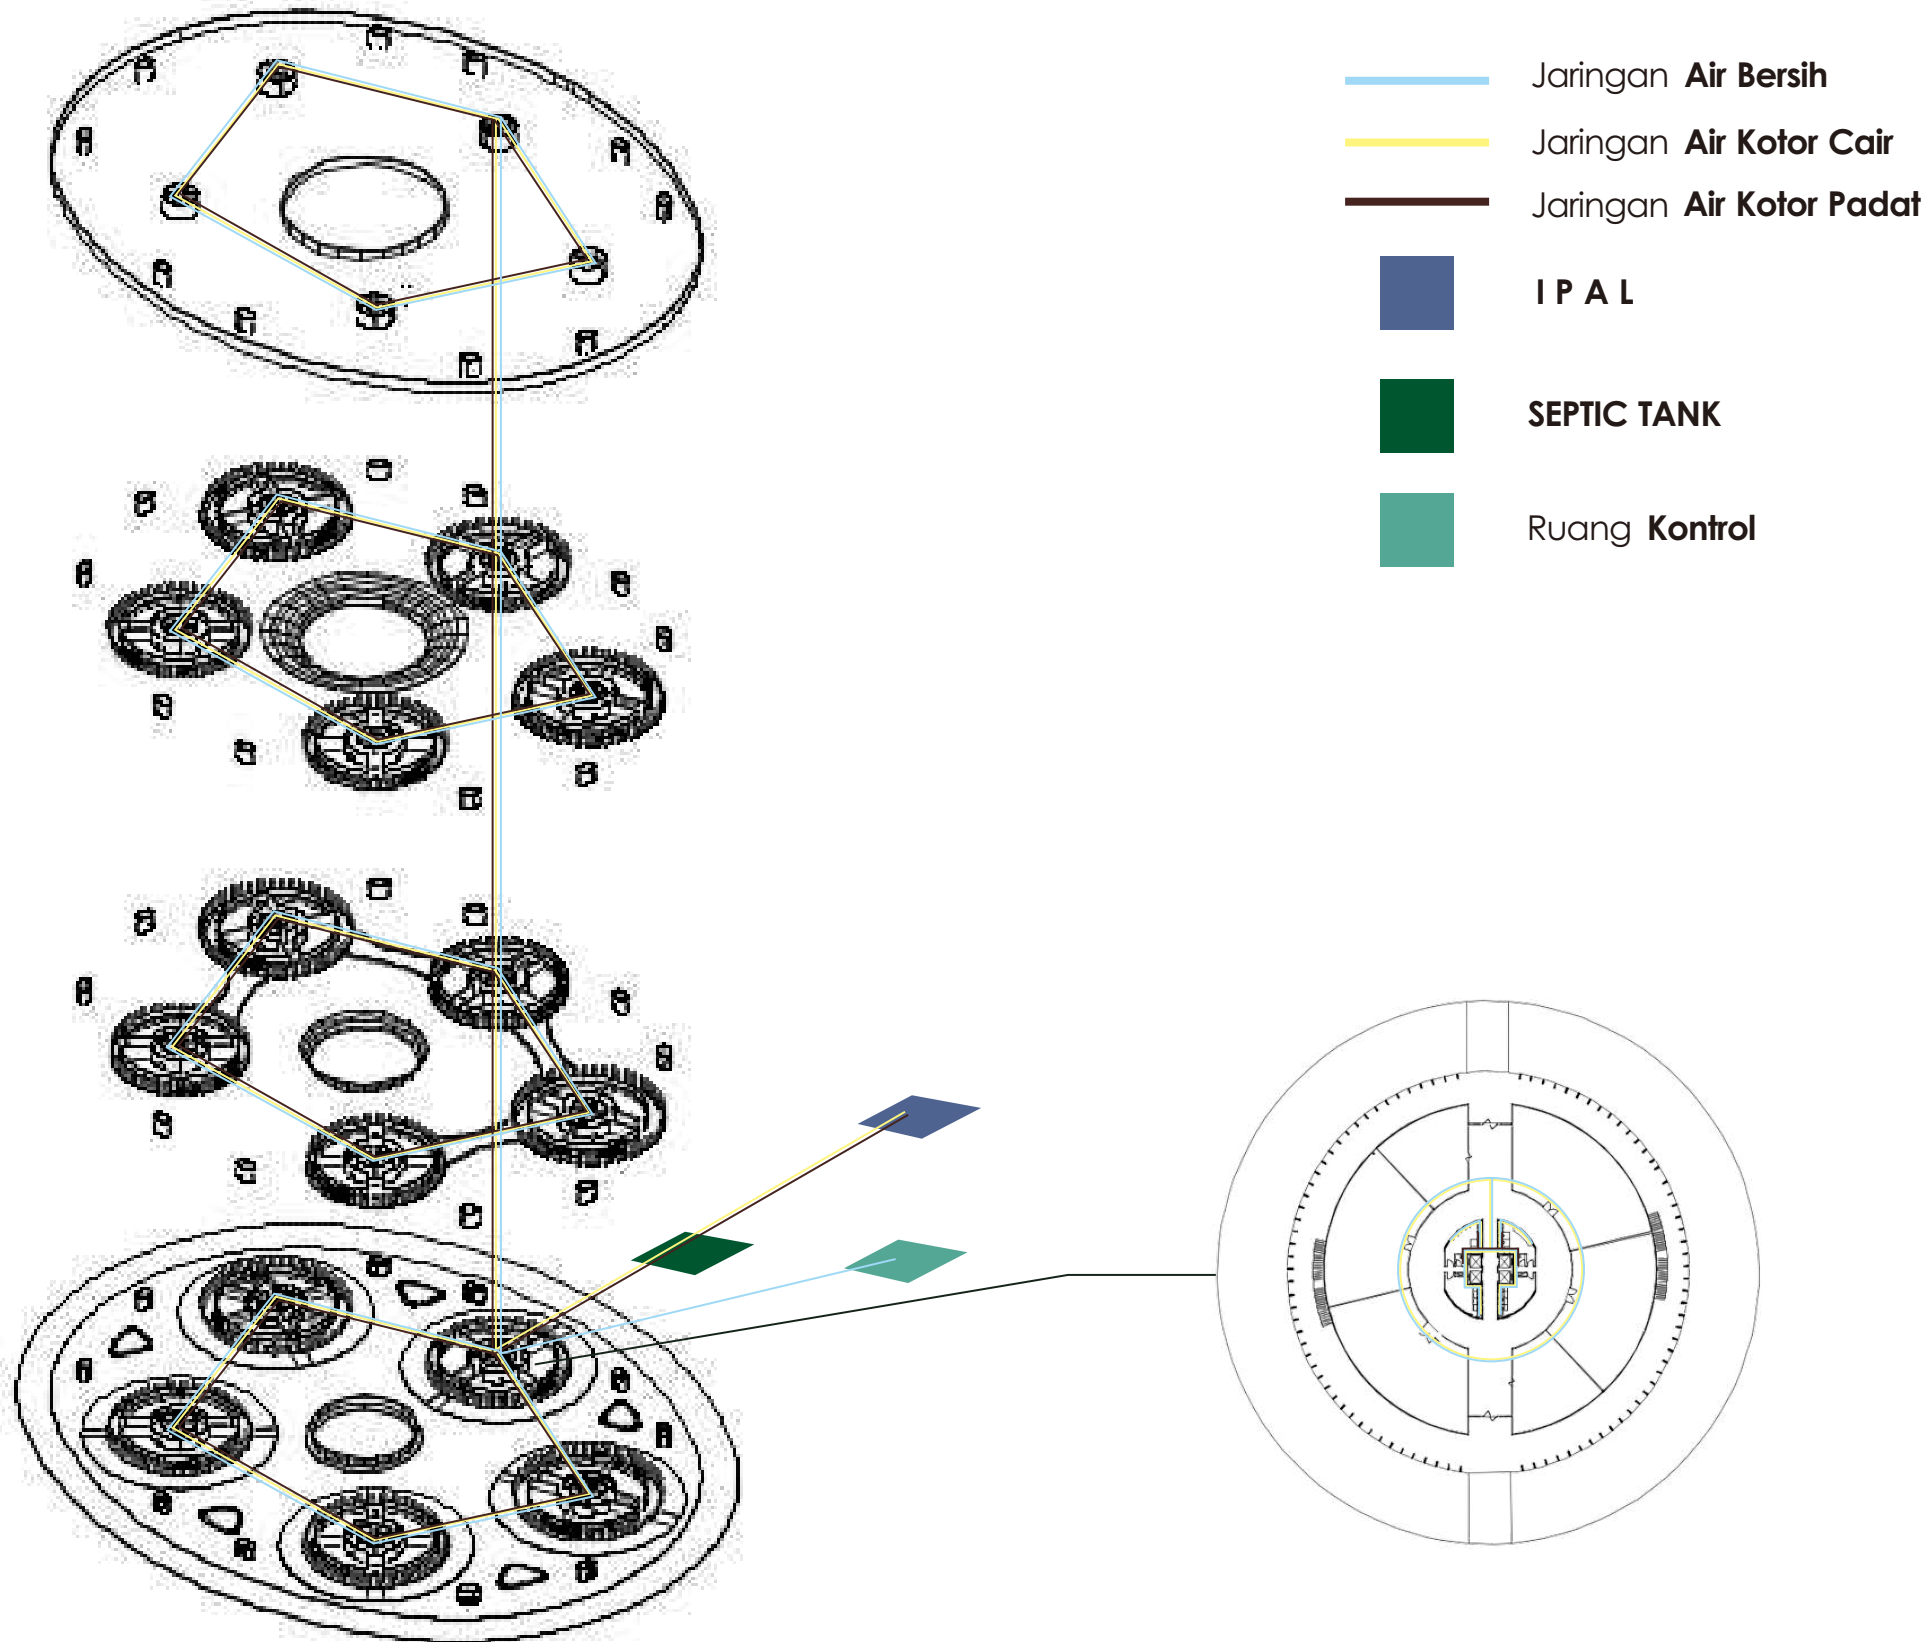 Jaringan Air Bersih
Jaringan Air Kotor Cair
Jaringan Air Kotor Padat
I P A L
SEPTIC TANK
Ruang Kontrol